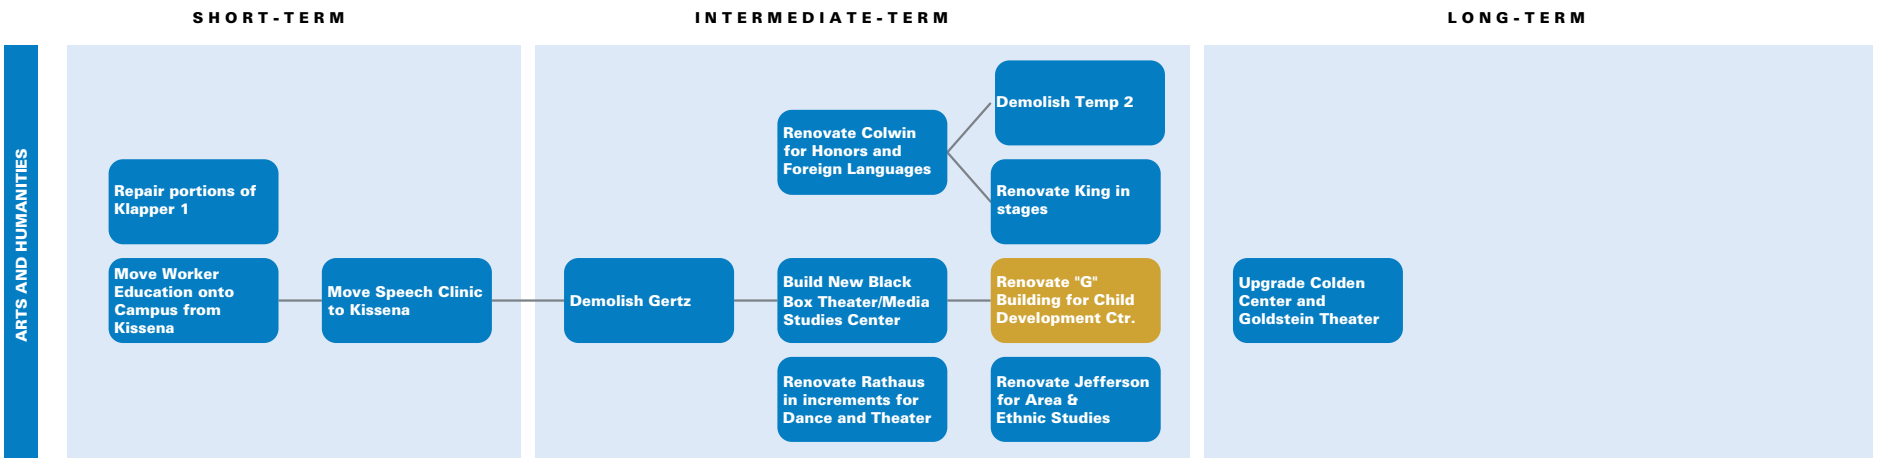 SHORT-TERM
INTERMEDIATE-TERM
LONG-TERM
ARTS AND HUMANITIES
Repair portions of
Klapper 1
Move Worker
Education onto
Campus from
Kissena
Move Speech Clinic
to Kissena
Demolish Gertz
Renovate Colwin
for Honors and
Foreign Languages
Demolish Temp 2
Renovate King in
stages
Build New Black
Box Theater/Media
Studies Center
Renovate "G"
Building for Child
Development Ctr.
Renovate Rathaus
in increments for
Dance and Theater
Renovate Jefferson
for Area &
Ethnic Studies
Upgrade Colden
Center and
Goldstein Theater